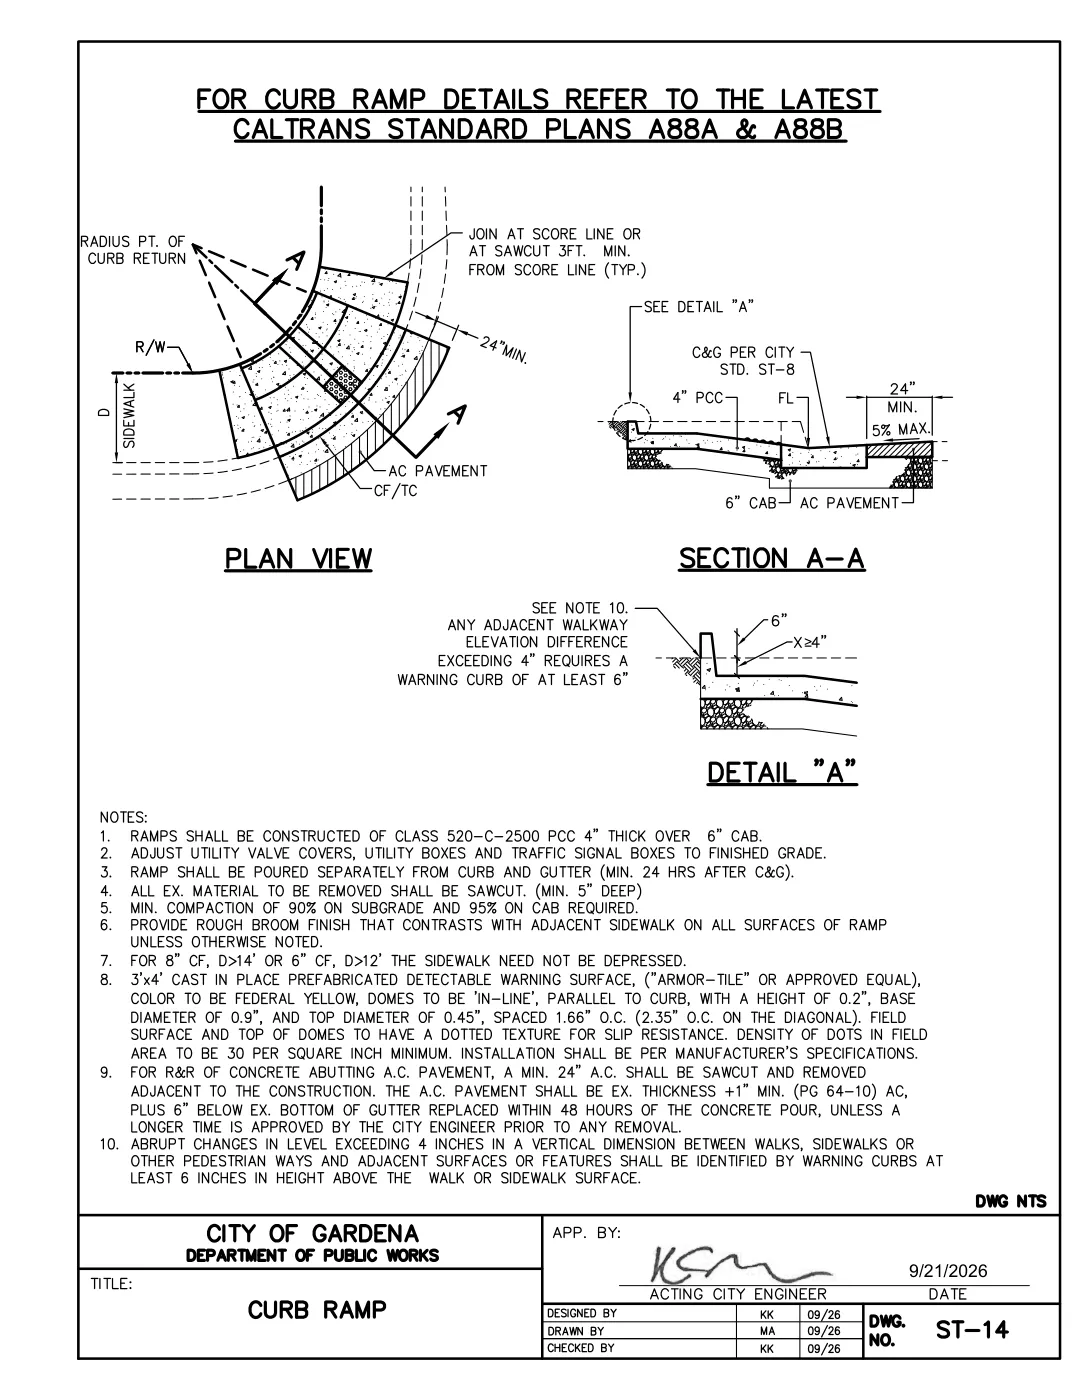 FOR CURB RAMP DETAILS REFER TO THE LATEST
CALTRANS STANDARD PLANS A88A & A88B
RADIUS PT. OF
CURB RETURN
A
JOIN AT SCORE LINE OR
AT SAWCUT 3FT. MIN.
FROM SCORE LINE (TYP.)
R/W
24"MIN.
D
SIDEWALK
A
AC PAVEMENT
CF/TC
PLAN VIEW
SEE DETAIL "A"
C&G PER CITY
STD. ST-8
4" PCC
FL
24"
MIN.
5% MAX.
6" CAB
AC PAVEMENT
SECTION A-A
SEE NOTE 10.
ANY ADJACENT WALKWAY
ELEVATION DIFFERENCE
EXCEEDING 4" REQUIRES A
WARNING CURB OF AT LEAST 6"
6"
X≥4"
DETAIL "A"
NOTES:
1. RAMPS SHALL BE CONSTRUCTED OF CLASS 520-C-2500 PCC 4" THICK OVER 6" CAB.
2. ADJUST UTILITY VALVE COVERS, UTILITY BOXES AND TRAFFIC SIGNAL BOXES TO FINISHED GRADE.
3. RAMP SHALL BE POURED SEPARATELY FROM CURB AND GUTTER (MIN. 24 HRS AFTER C&G).
4. ALL EX. MATERIAL TO BE REMOVED SHALL BE SAWCUT. (MIN. 5" DEEP)
5. MIN. COMPACTION OF 90% ON SUBGRADE AND 95% ON CAB REQUIRED.
6. PROVIDE ROUGH BROOM FINISH THAT CONTRASTS WITH ADJACENT SIDEWALK ON ALL SURFACES OF RAMP
UNLESS OTHERWISE NOTED.
7. FOR 8" CF, D>14' OR 6" CF, D>12' THE SIDEWALK NEED NOT BE DEPRESSED.
8. 3'x4' CAST IN PLACE PREFABRICATED DETECTABLE WARNING SURFACE, ("ARMOR-TILE" OR APPROVED EQUAL),
COLOR TO BE FEDERAL YELLOW, DOMES TO BE 'IN-LINE', PARALLEL TO CURB, WITH A HEIGHT OF 0.2", BASE
DIAMETER OF 0.9", AND TOP DIAMETER OF 0.45", SPACED 1.66" O.C. (2.35" O.C. ON THE DIAGONAL). FIELD
SURFACE AND TOP OF DOMES TO HAVE A DOTTED TEXTURE FOR SLIP RESISTANCE. DENSITY OF DOTS IN FIELD
AREA TO BE 30 PER SQUARE INCH MINIMUM. INSTALLATION SHALL BE PER MANUFACTURER'S SPECIFICATIONS.
9. FOR R&R OF CONCRETE ABUTTING A.C. PAVEMENT, A MIN. 24" A.C. SHALL BE SAWCUT AND REMOVED
ADJACENT TO THE CONSTRUCTION. THE A.C. PAVEMENT SHALL BE EX. THICKNESS +1" MIN. (PG 64-10) AC,
PLUS 6" BELOW EX. BOTTOM OF GUTTER REPLACED WITHIN 48 HOURS OF THE CONCRETE POUR, UNLESS A
LONGER TIME IS APPROVED BY THE CITY ENGINEER PRIOR TO ANY REMOVAL.
10. ABRUPT CHANGES IN LEVEL EXCEEDING 4 INCHES IN A VERTICAL DIMENSION BETWEEN WALKS, SIDEWALKS OR
OTHER PEDESTRIAN WAYS AND ADJACENT SURFACES OR FEATURES SHALL BE IDENTIFIED BY WARNING CURBS AT
LEAST 6 INCHES IN HEIGHT ABOVE THE WALK OR SIDEWALK SURFACE.
DWG NTS
CITY OF GARDENA
DEPARTMENT OF PUBLIC WORKS
TITLE:
CURB RAMP
APP. BY:
9/21/2026
ACTING CITY ENGINEER DATE
DESIGNED BY KK 09/26
DRAWN BY MA 09/26
CHECKED BY KK 09/26
DWG.
NO.
ST-14